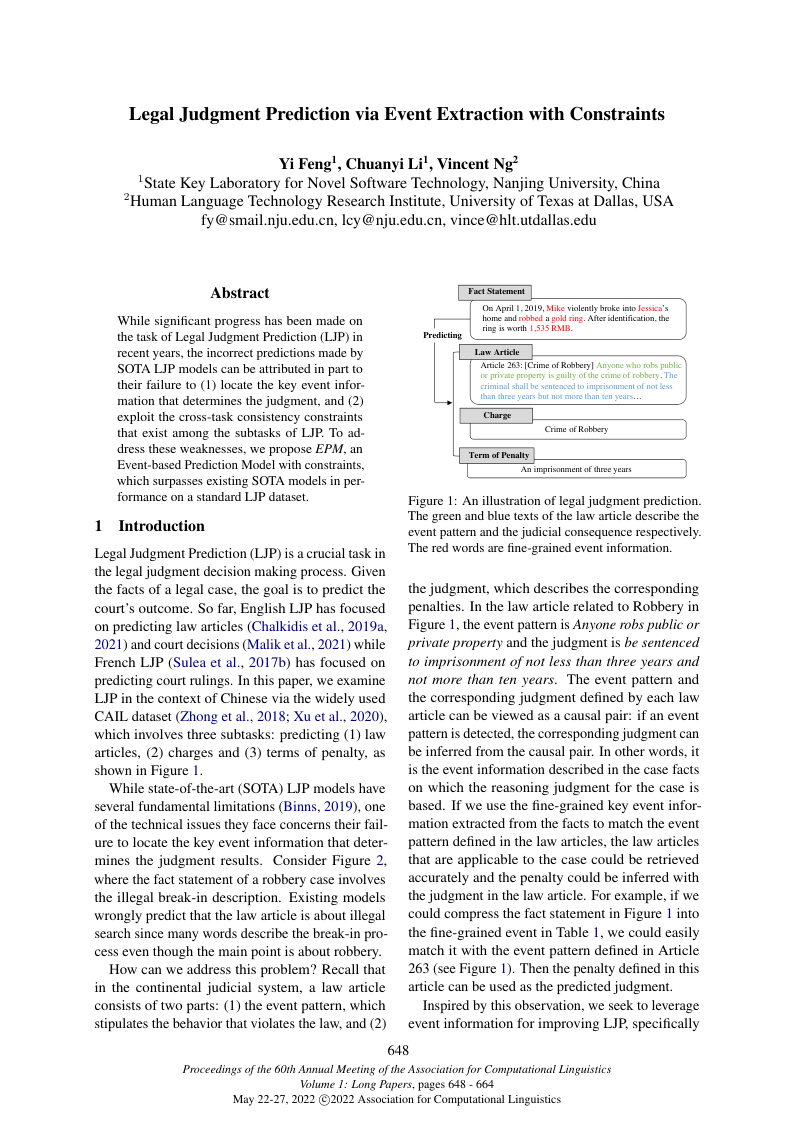 Legal Judgment Prediction via Event Extraction with Constraints
Yi Feng1, Chuanyi Li1, Vincent Ng2
1State Key Laboratory for Novel Software Technology, Nanjing University, China
2Human Language Technology Research Institute, University of Texas at Dallas, USA
fy@smail.nju.edu.cn, lcy@nju.edu.cn, vince@hlt.utdallas.edu
Abstract
While significant progress has been made on
the task of Legal Judgment Prediction (LJP) in
recent years, the incorrect predictions made by
SOTA LJP models can be attributed in part to
their failure to (1) locate the key event infor-
mation that determines the judgment, and (2)
exploit the cross-task consistency constraints
that exist among the subtasks of LJP. To ad-
dress these weaknesses, we propose EPM, an
Event-based Prediction Model with constraints,
which surpasses existing SOTA models in per-
formance on a standard LJP dataset.
1 Introduction
Legal Judgment Prediction (LJP) is a crucial task in
the legal judgment decision making process. Given
the facts of a legal case, the goal is to predict the
court's outcome. So far, English LJP has focused
on predicting law articles (Chalkidis et al., 2019a,
2021) and court decisions (Malik et al., 2021) while
French LJP (Sulea et al., 2017b) has focused on
predicting court rulings. In this paper, we examine
LJP in the context of Chinese via the widely used
CAIL dataset (Zhong et al., 2018; Xu et al., 2020),
which involves three subtasks: predicting (1) law
articles, (2) charges and (3) terms of penalty, as
shown in Figure 1.
While state-of-the-art (SOTA) LJP models have
several fundamental limitations (Binns, 2019), one
of the technical issues they face concerns their fail-
ure to locate the key event information that deter-
mines the judgment results. Consider Figure 2,
where the fact statement of a robbery case involves
the illegal break-in description. Existing models
wrongly predict that the law article is about illegal
search since many words describe the break-in pro-
cess even though the main point is about robbery.
How can we address this problem? Recall that
in the continental judicial system, a law article
consists of two parts: (1) the event pattern, which
stipulates the behavior that violates the law, and (2)
Fact Statement
On April 1, 2019, Mike violently broke into Jessica's
home and robbed a gold ring. After identification, the
ring is worth 1,535 RMB.
Predicting
Law Article
Article 263: [Crime of Robbery] Anyone who robs public
or private property is guilty of the crime of robbery. The
criminal shall be sentenced to imprisonment of not less
than three years but not more than ten years…
Charge
Crime of Robbery
Term of Penalty
An imprisonment of three years
Figure 1: An illustration of legal judgment prediction.
The green and blue texts of the law article describe the
event pattern and the judicial consequence respectively.
The red words are fine-grained event information.
the judgment, which describes the corresponding
penalties. In the law article related to Robbery in
Figure 1, the event pattern is Anyone robs public or
private property and the judgment is be sentenced
to imprisonment of not less than three years and
not more than ten years. The event pattern and
the corresponding judgment defined by each law
article can be viewed as a causal pair: if an event
pattern is detected, the corresponding judgment can
be inferred from the causal pair. In other words, it
is the event information described in the case facts
on which the reasoning judgment for the case is
based. If we use the fine-grained key event infor-
mation extracted from the facts to match the event
pattern defined in the law articles, the law articles
that are applicable to the case could be retrieved
accurately and the penalty could be inferred with
the judgment in the law article. For example, if we
could compress the fact statement in Figure 1 into
the fine-grained event in Table 1, we could easily
match it with the event pattern defined in Article
263 (see Figure 1). Then the penalty defined in this
article can be used as the predicted judgment.
Inspired by this observation, we seek to leverage
event information for improving LJP, specifically
648
Proceedings of the 60th Annual Meeting of the Association for Computational Linguistics
Volume 1: Long Papers, pages 648 - 664
May 22-27, 2022 ©2022 Association for Computational Linguistics